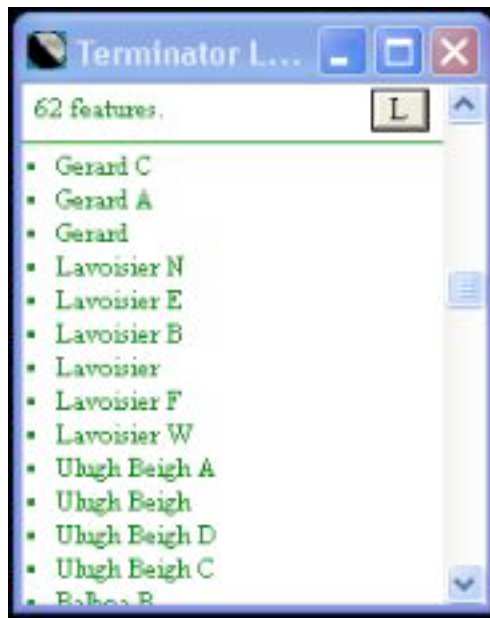 Terminator L...
62 features.
L
Gerard C
Gerard A
Gerard
Lavoisier N
Lavoisier E
Lavoisier B
Lavoisier
Lavoisier F
Lavoisier W
Ulugh Beigh A
Ulugh Beigh
Ulugh Beigh D
Ulugh Beigh C
Balboa B